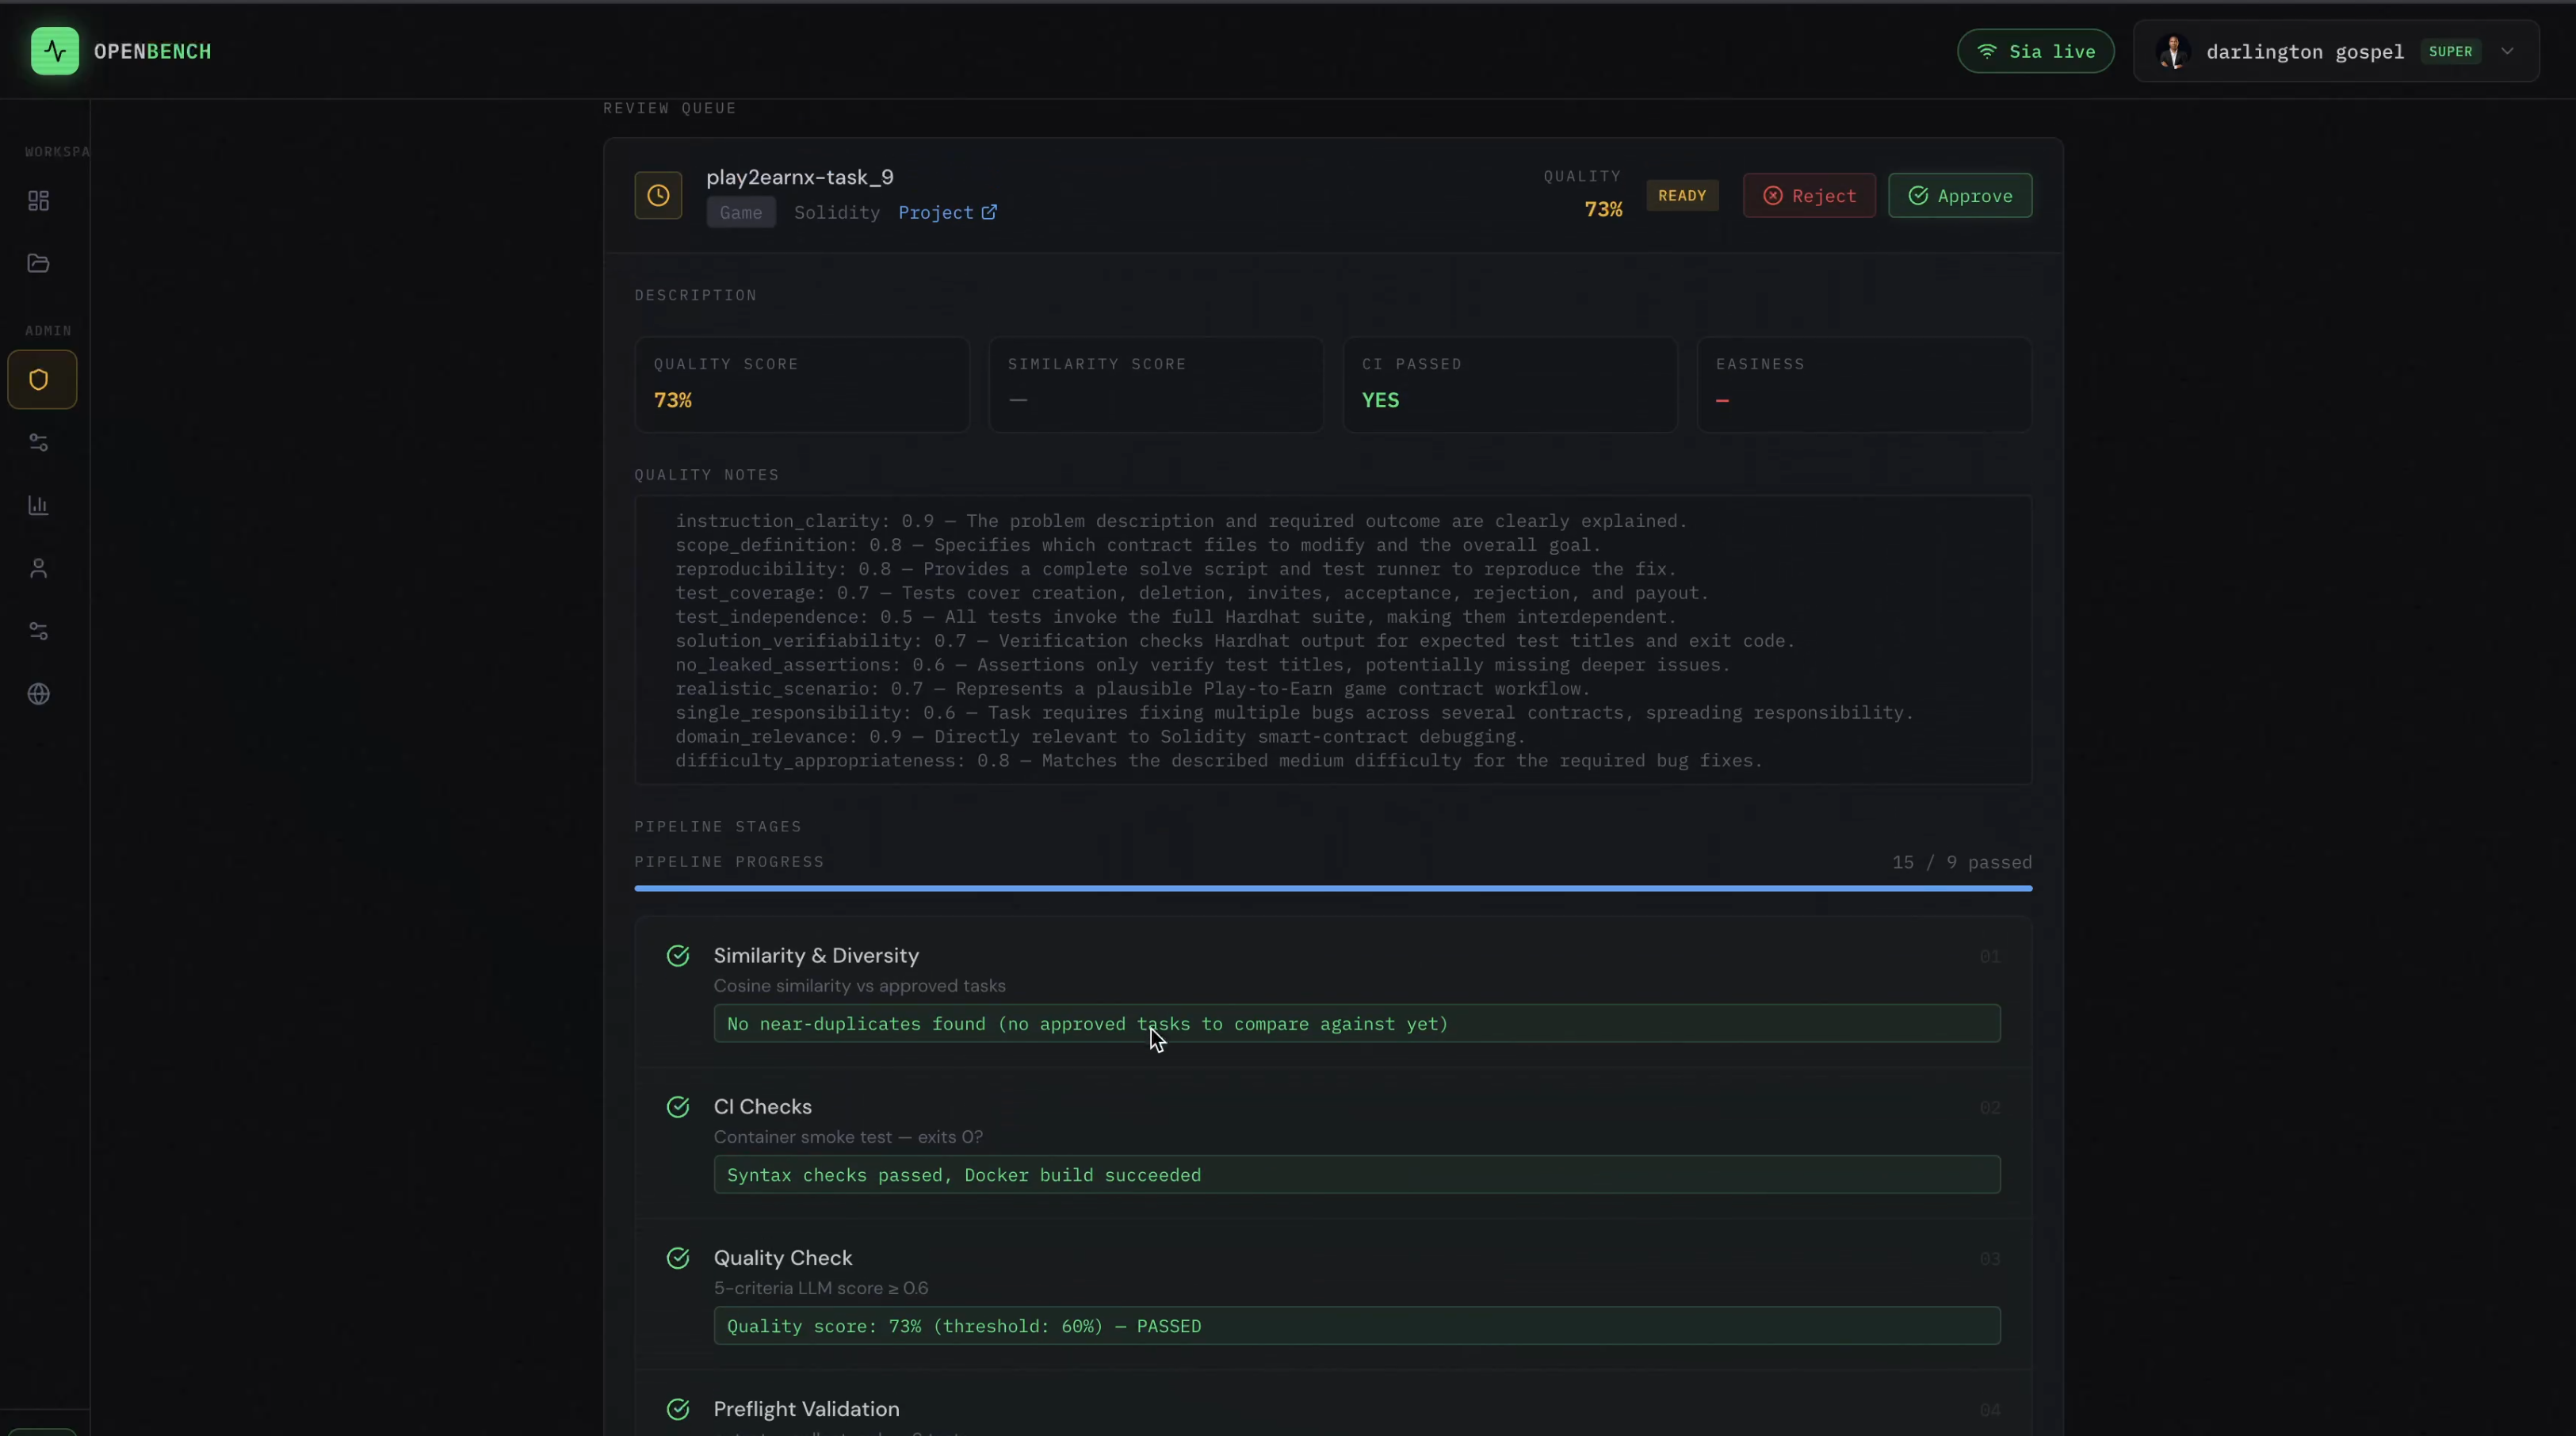 OPENBENCH
Sia live
darlington gospel
SUPER
WORKSPA
ADMIN
REVIEW QUEUE
play2earnx-task_9
Game
Solidity
Project
QUALITY
73%
READY
Reject
Approve
DESCRIPTION
QUALITY SCORE
73%
SIMILARITY SCORE
—
CI PASSED
YES
EASINESS
—
QUALITY NOTES
instruction_clarity: 0.9 — The problem description and required outcome are clearly explained.
scope_definition: 0.8 — Specifies which contract files to modify and the overall goal.
reproducibility: 0.8 — Provides a complete solve script and test runner to reproduce the fix.
test_coverage: 0.7 — Tests cover creation, deletion, invites, acceptance, rejection, and payout.
test_independence: 0.5 — All tests invoke the full Hardhat suite, making them interdependent.
solution_verifiability: 0.7 — Verification checks Hardhat output for expected test titles and exit code.
no_leaked_assertions: 0.6 — Assertions only verify test titles, potentially missing deeper issues.
realistic_scenario: 0.7 — Represents a plausible Play-to-Earn game contract workflow.
single_responsibility: 0.6 — Task requires fixing multiple bugs across several contracts, spreading responsibility.
domain_relevance: 0.9 — Directly relevant to Solidity smart-contract debugging.
difficulty_appropriateness: 0.8 — Matches the described medium difficulty for the required bug fixes.
PIPELINE STAGES
PIPELINE PROGRESS
15 / 9 passed
Similarity & Diversity
01
Cosine similarity vs approved tasks
No near-duplicates found (no approved tasks to compare against yet)
CI Checks
02
Container smoke test — exits 0?
Syntax checks passed, Docker build succeeded
Quality Check
03
5-criteria LLM score ≥ 0.6
Quality score: 73% (threshold: 60%) — PASSED
Preflight Validation
04